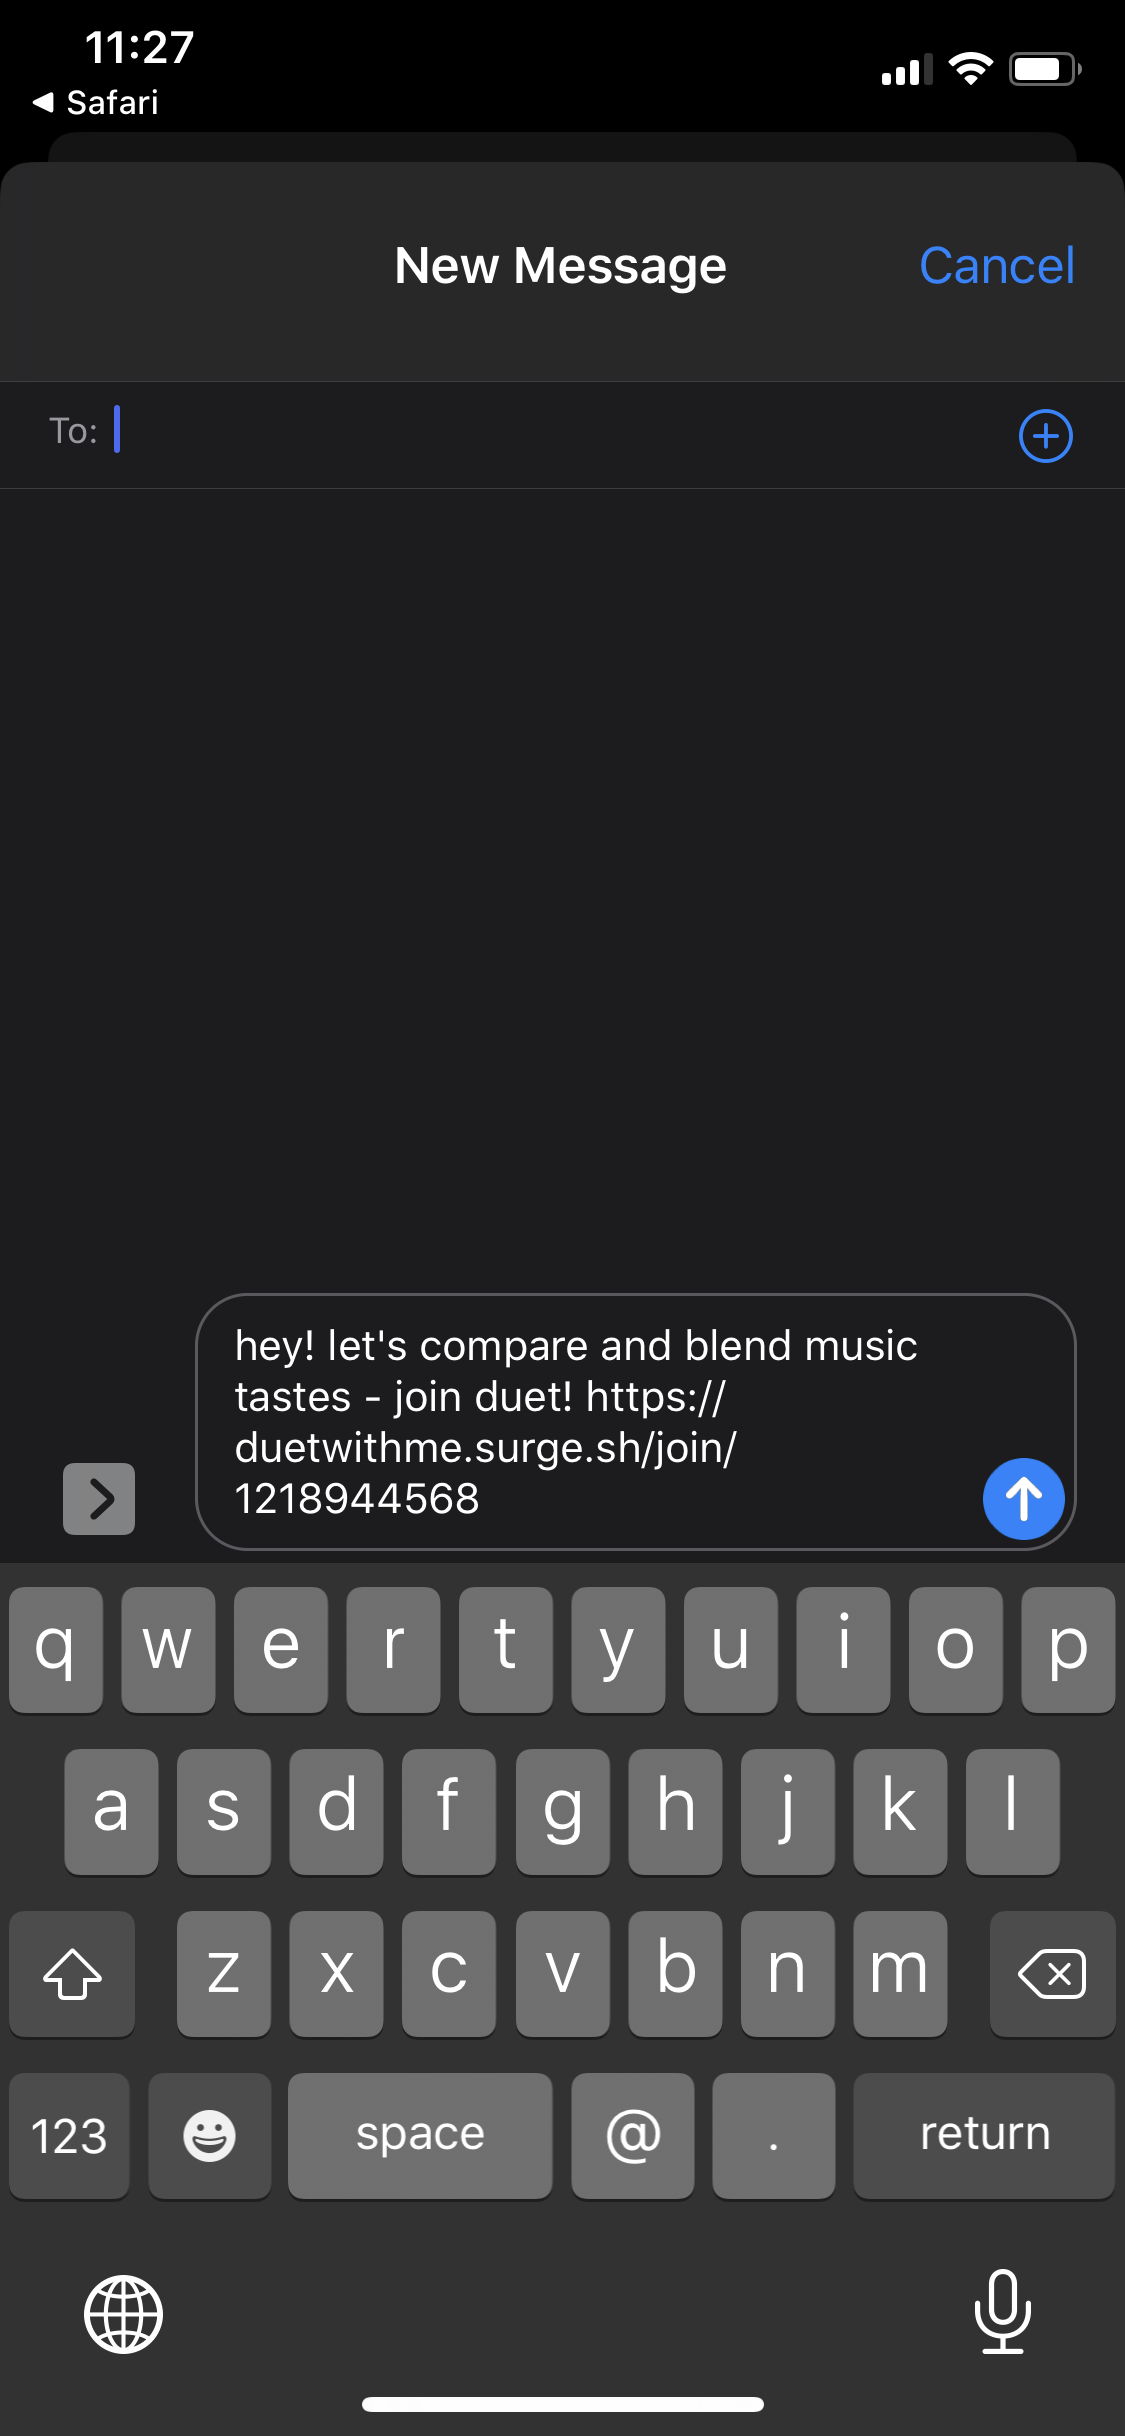 11:27
Safari
New Message
Cancel
To:
hey! let's compare and blend music
tastes - join duet! https://
duetwithme.surge.sh/join/
1218944568
q w e r t y u i o p
a s d f g h j k l
z x c v b n m
123 space @ . return